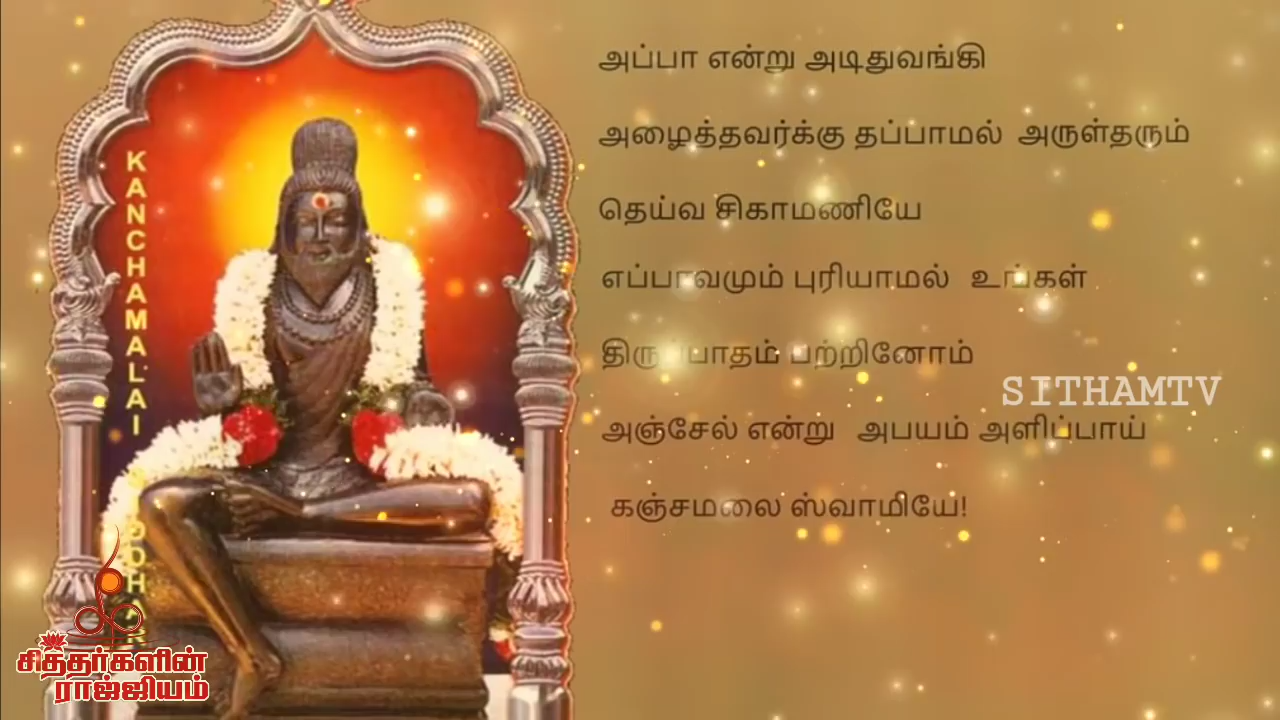 அப்பா என்று அடிதுவங்கி
அழைத்தவர்க்கு தப்பாமல் அருள்தரும்
தெய்வ சிகாமணியே
எப்பாவமும் புரியாமல் உங்கள்
திருப்பாதம் பற்றினோம்
அஞ்சேல் என்று அபயம் அளிப்பாய்
கஞ்சமலை ஸ்வாமியே!
SITHAMTV
KANCHAMALAI
சித்தர்களின்
ராஜ்ஜியம்